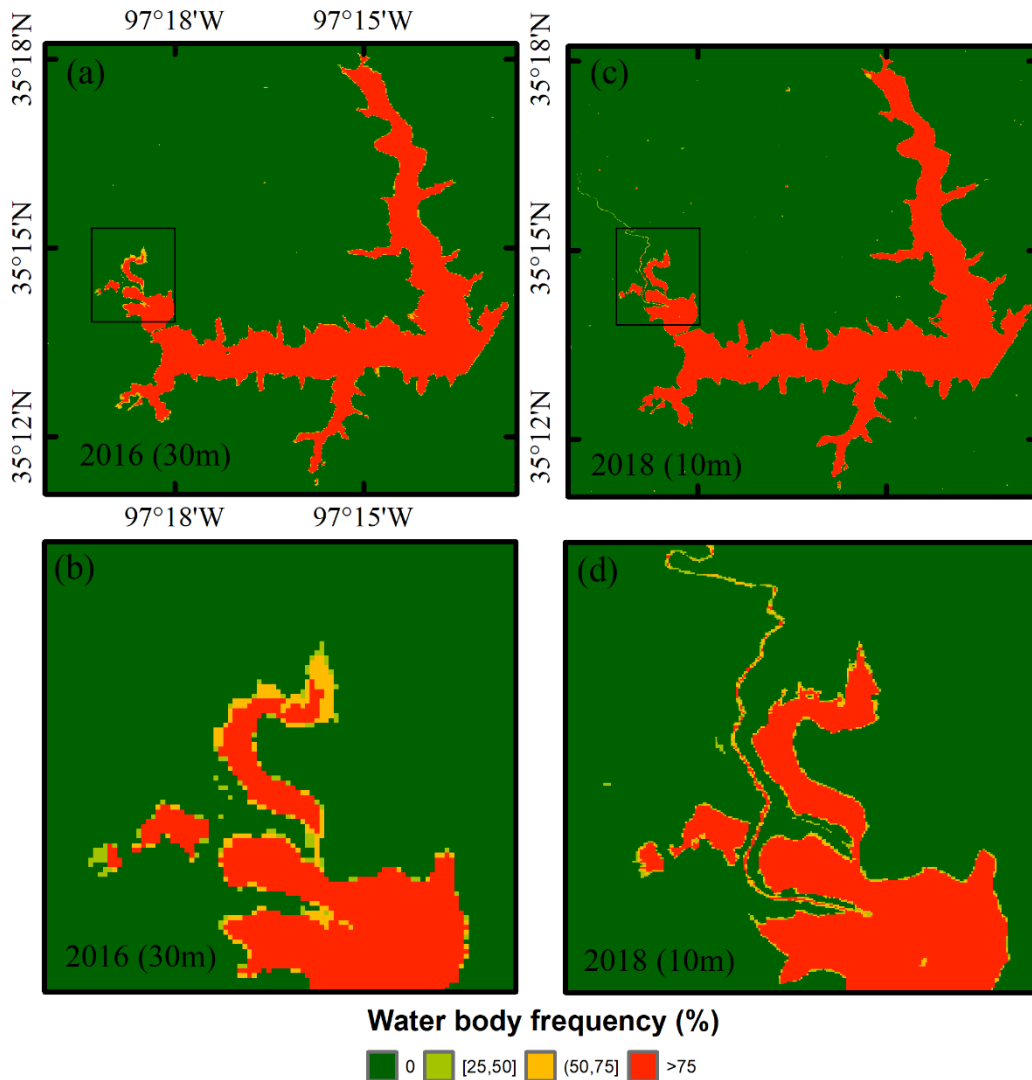 97°18'W 97°15'W
35°18'N
35°15'N
35°12'N
(a)
2016 (30m)
97°18'W 97°15'W
35°18'N
35°15'N
35°12'N
(c)
2018 (10m)
(b)
2016 (30m)
(d)
2018 (10m)
Water body frequency (%)
0 [25,50] (50,75] >75